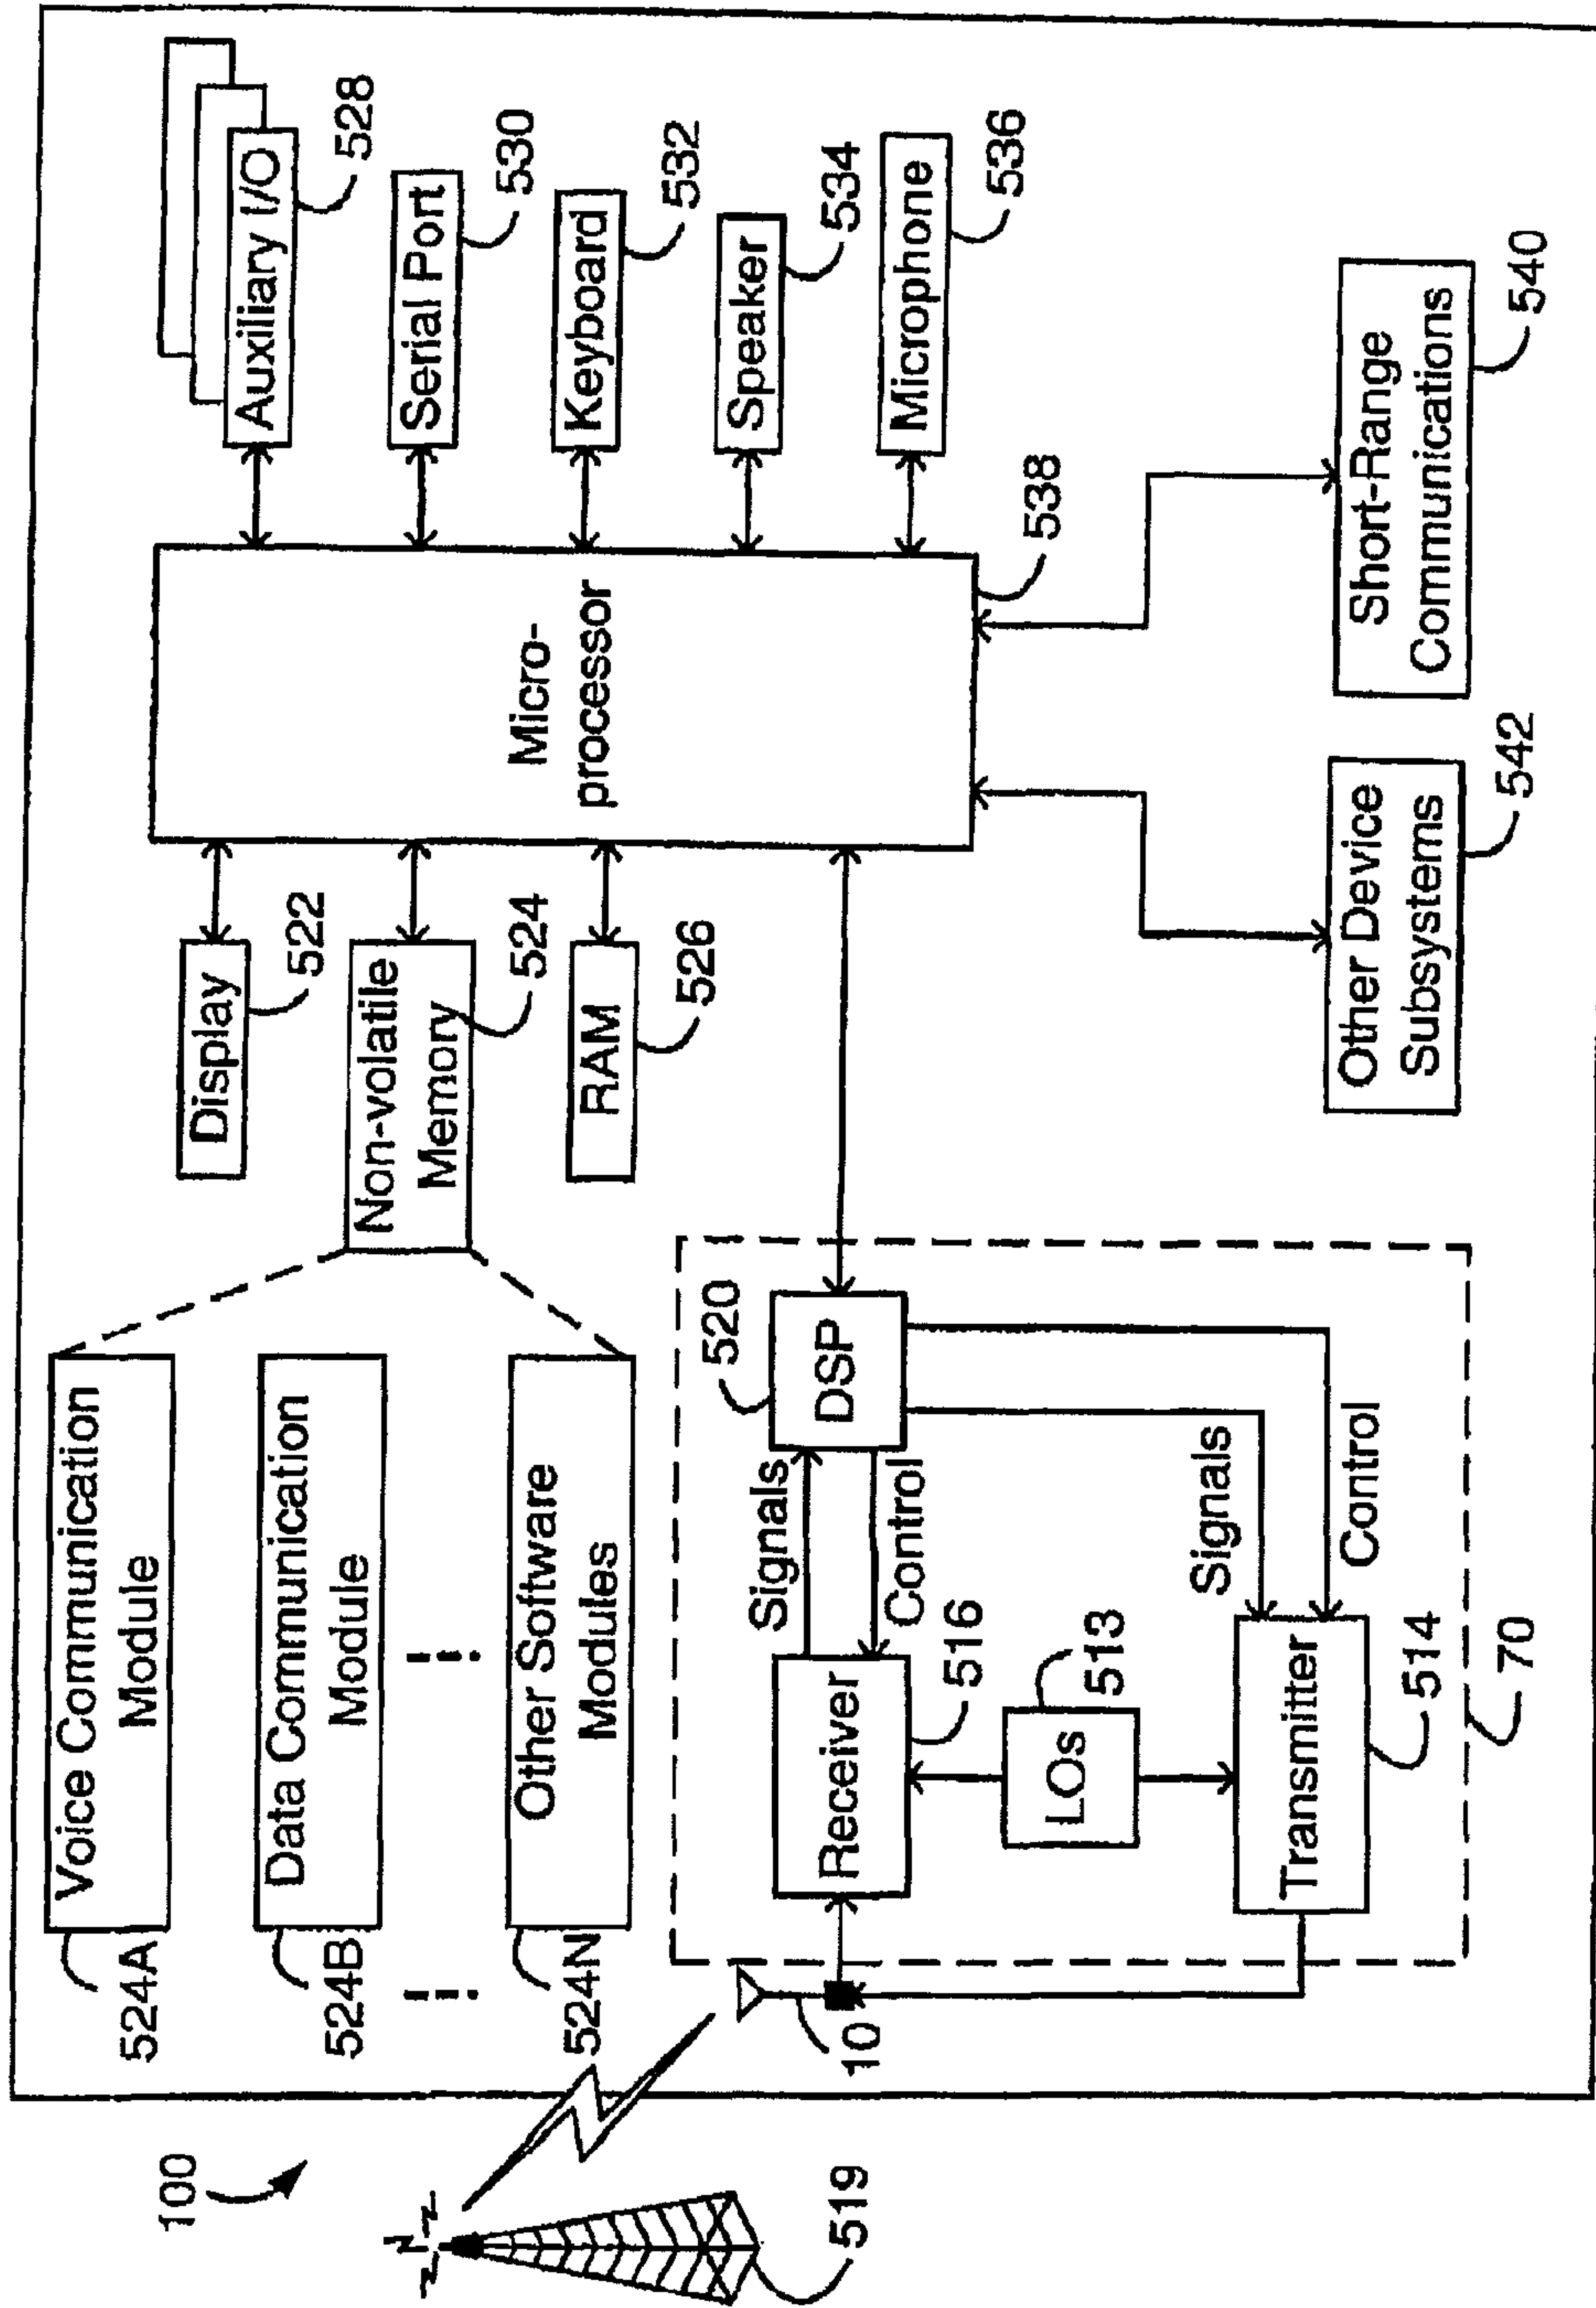 100
519
Voice Communication
Module
524A
Data Communication
Module
524B
Other Software
Modules
524N
Display
522
Non-volatile
Memory
524
RAM
526
Micro-
processor
538
Auxiliary I/O
528
Serial Port
530
Keyboard
532
Speaker
534
Microphone
536
10
Receiver
516
Signals
Control
DSP
520
LOs
513
Signals
Control
Transmitter
514
70
Other Device
Subsystems
542
Short-Range
Communications
540